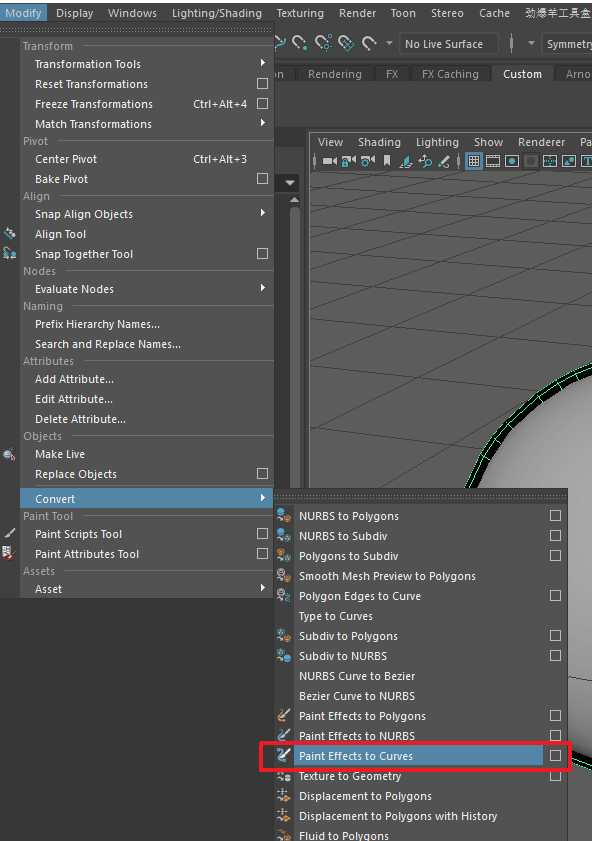 Modify Display Windows Lighting/Shading Texturing Render Toon Stereo Cache 劲爆羊工具盒
No Live Surface Symmetry
Rendering FX FX Caching Custom Arno
View Shading Lighting Show Renderer Pa
Transform
Transformation Tools
Reset Transformations
Freeze Transformations Ctrl+Alt+4
Match Transformations
Pivot
Center Pivot Ctrl+Alt+3
Bake Pivot
Align
Snap Align Objects
Align Tool
Snap Together Tool
Nodes
Evaluate Nodes
Naming
Prefix Hierarchy Names...
Search and Replace Names...
Attributes
Add Attribute...
Edit Attribute...
Delete Attribute...
Objects
Make Live
Replace Objects
Convert
Paint Tool
Paint Scripts Tool
Paint Attributes Tool
Assets
Asset
NURBS to Polygons
NURBS to Subdiv
Polygons to Subdiv
Smooth Mesh Preview to Polygons
Polygon Edges to Curve
Type to Curves
Subdiv to Polygons
Subdiv to NURBS
NURBS Curve to Bezier
Bezier Curve to NURBS
Paint Effects to Polygons
Paint Effects to NURBS
Paint Effects to Curves
Texture to Geometry
Displacement to Polygons
Displacement to Polygons with History
Fluid to Polygons